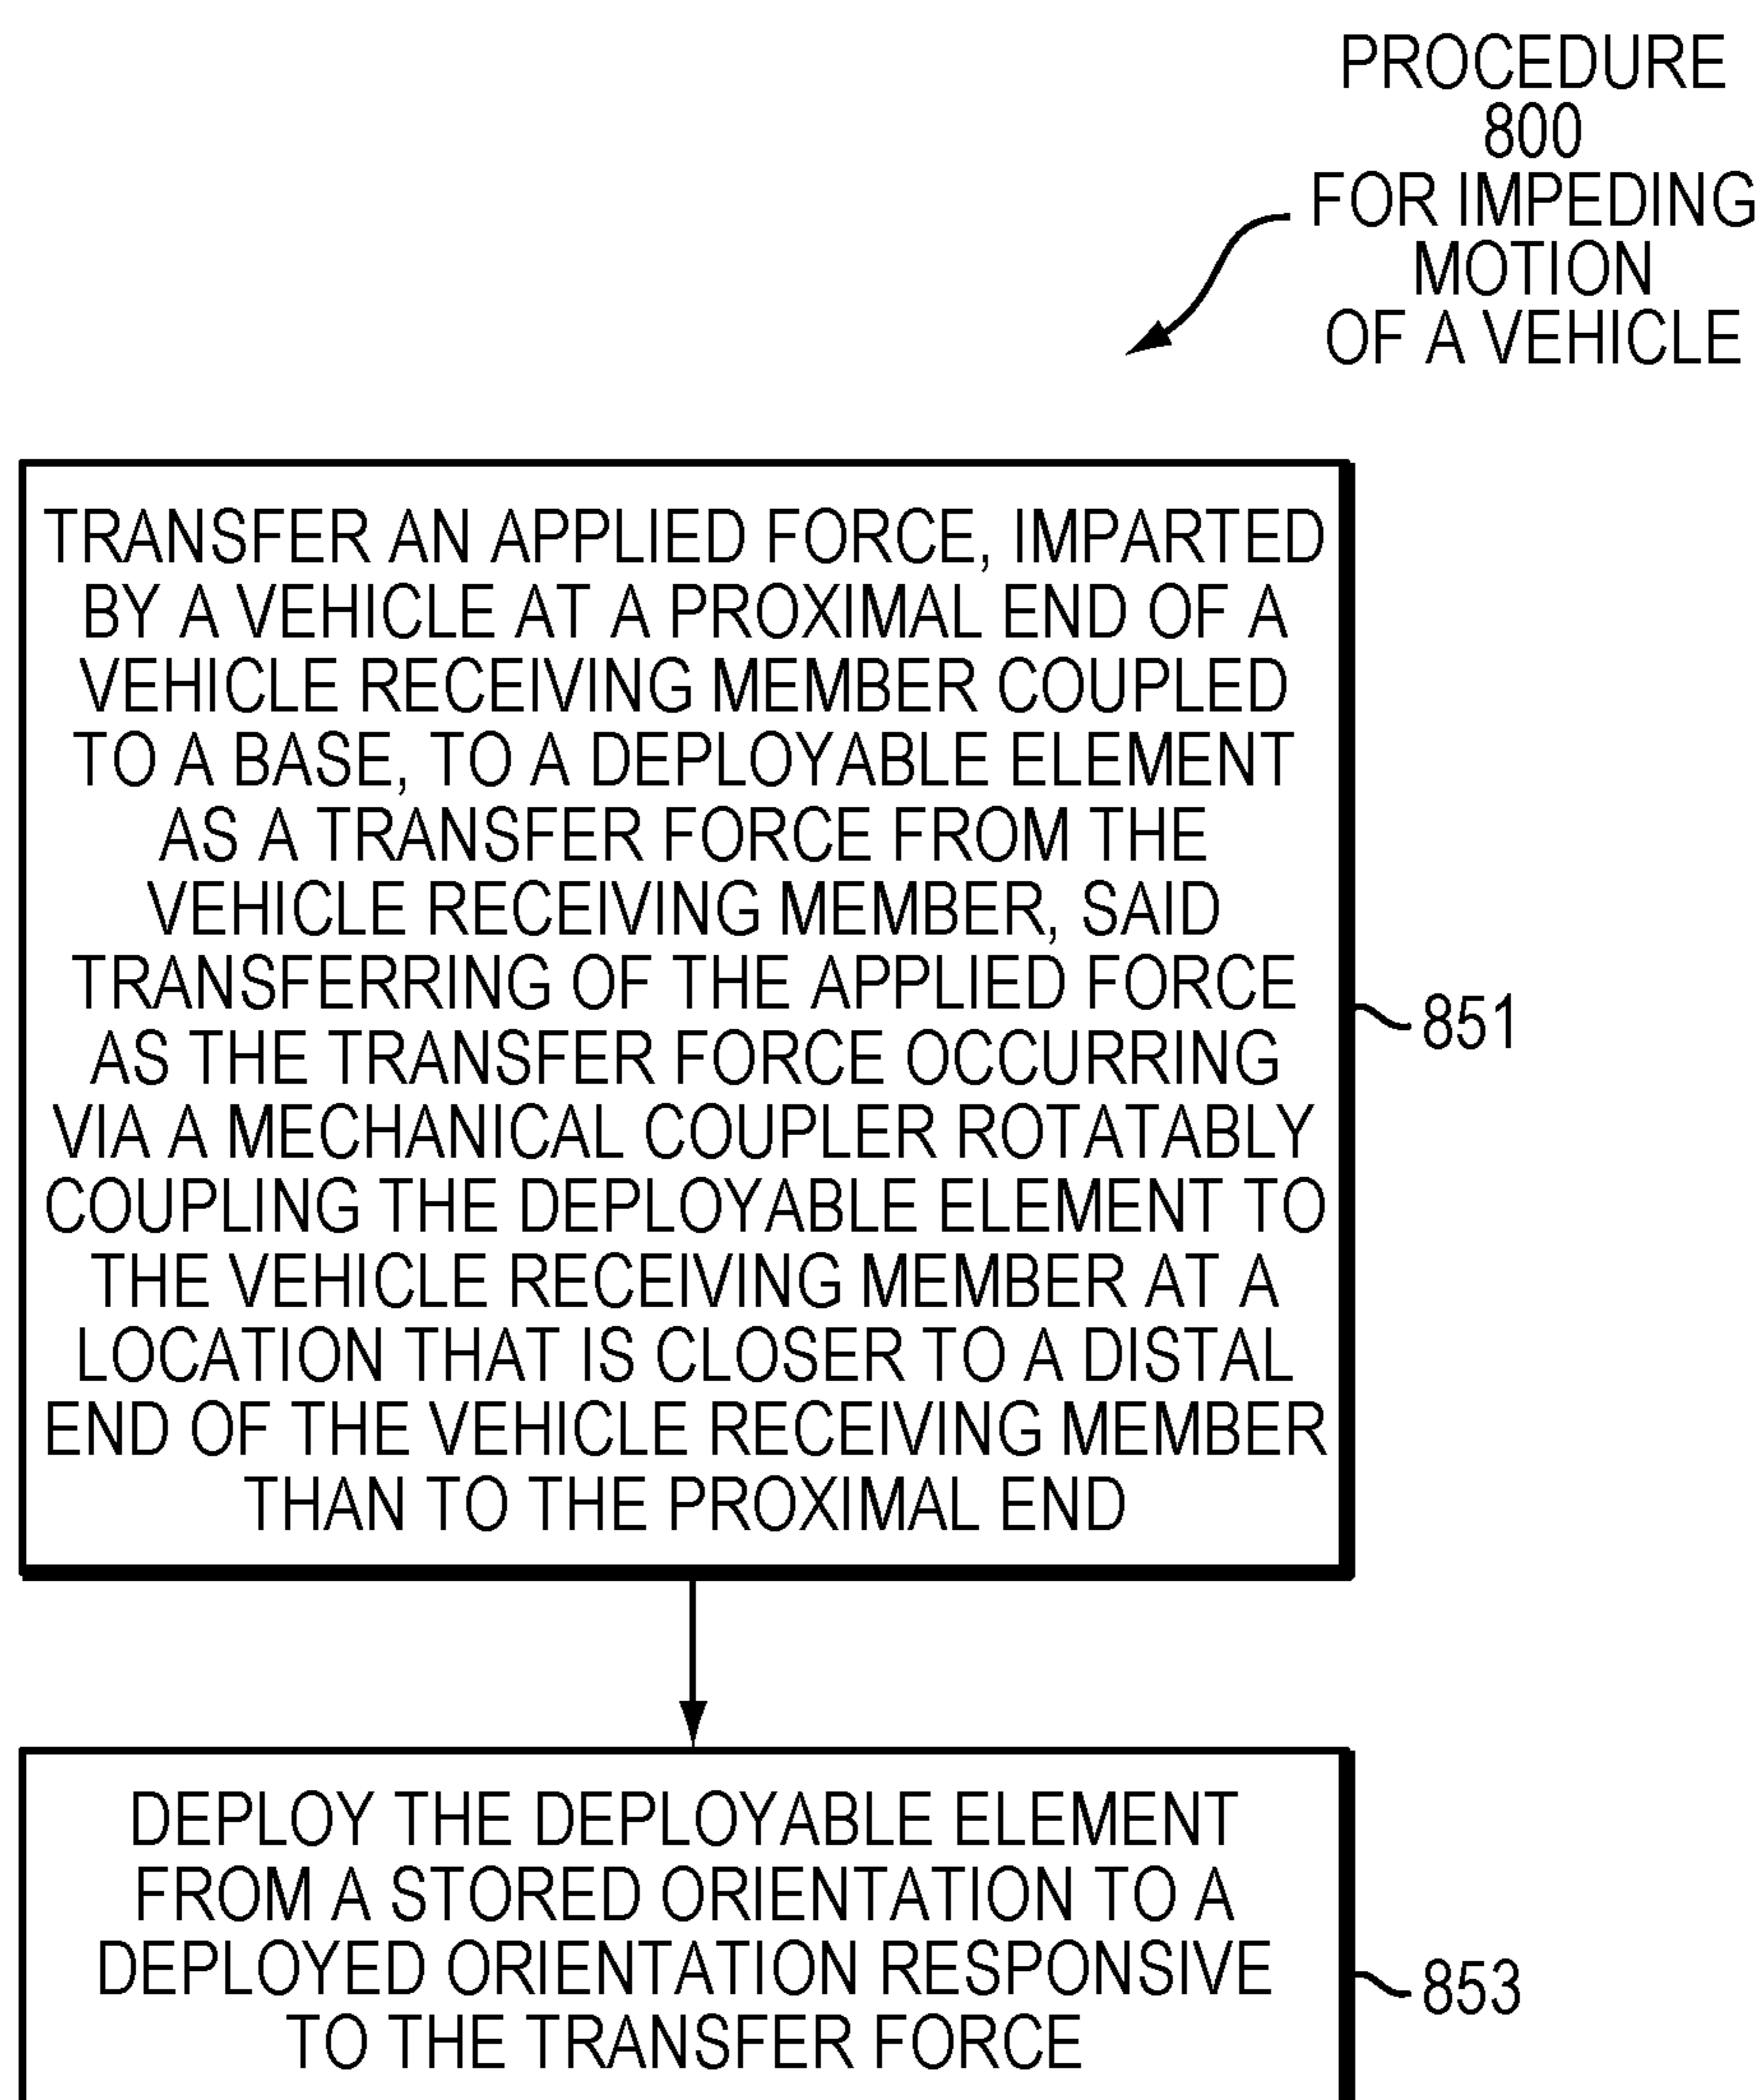 PROCEDURE
800
FOR IMPEDING
MOTION
OF A VEHICLE
TRANSFER AN APPLIED FORCE, IMPARTED
BY A VEHICLE AT A PROXIMAL END OF A
VEHICLE RECEIVING MEMBER COUPLED
TO A BASE, TO A DEPLOYABLE ELEMENT
AS A TRANSFER FORCE FROM THE
VEHICLE RECEIVING MEMBER, SAID
TRANSFERRING OF THE APPLIED FORCE
AS THE TRANSFER FORCE OCCURRING
VIA A MECHANICAL COUPLER ROTATABLY
COUPLING THE DEPLOYABLE ELEMENT TO
THE VEHICLE RECEIVING MEMBER AT A
LOCATION THAT IS CLOSER TO A DISTAL
END OF THE VEHICLE RECEIVING MEMBER
THAN TO THE PROXIMAL END
851
DEPLOY THE DEPLOYABLE ELEMENT
FROM A STORED ORIENTATION TO A
DEPLOYED ORIENTATION RESPONSIVE
TO THE TRANSFER FORCE
853